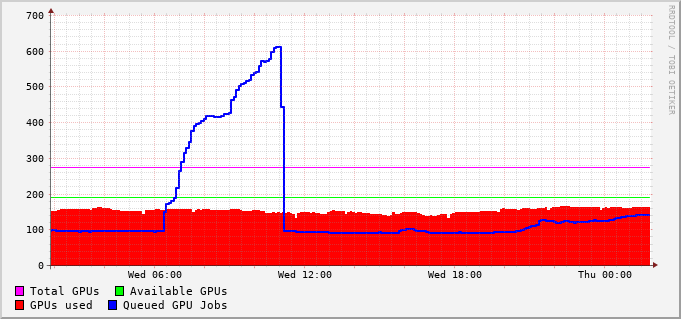 700
600
500
400
300
200
100
0
Wed 06:00 Wed 12:00 Wed 18:00 Thu 00:00
Total GPUs Available GPUs
GPUs used Queued GPU Jobs
RRDTOOL / TOBI OETIKER